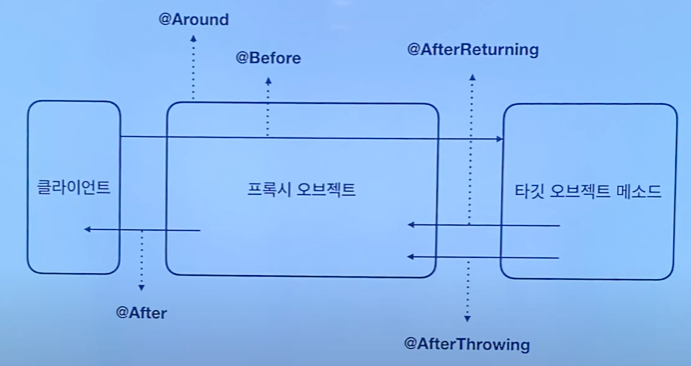 @Around
@Before
@AfterReturning
클라이언트
프록시 오브젝트
타깃 오브젝트 메소드
@After
@AfterThrowing